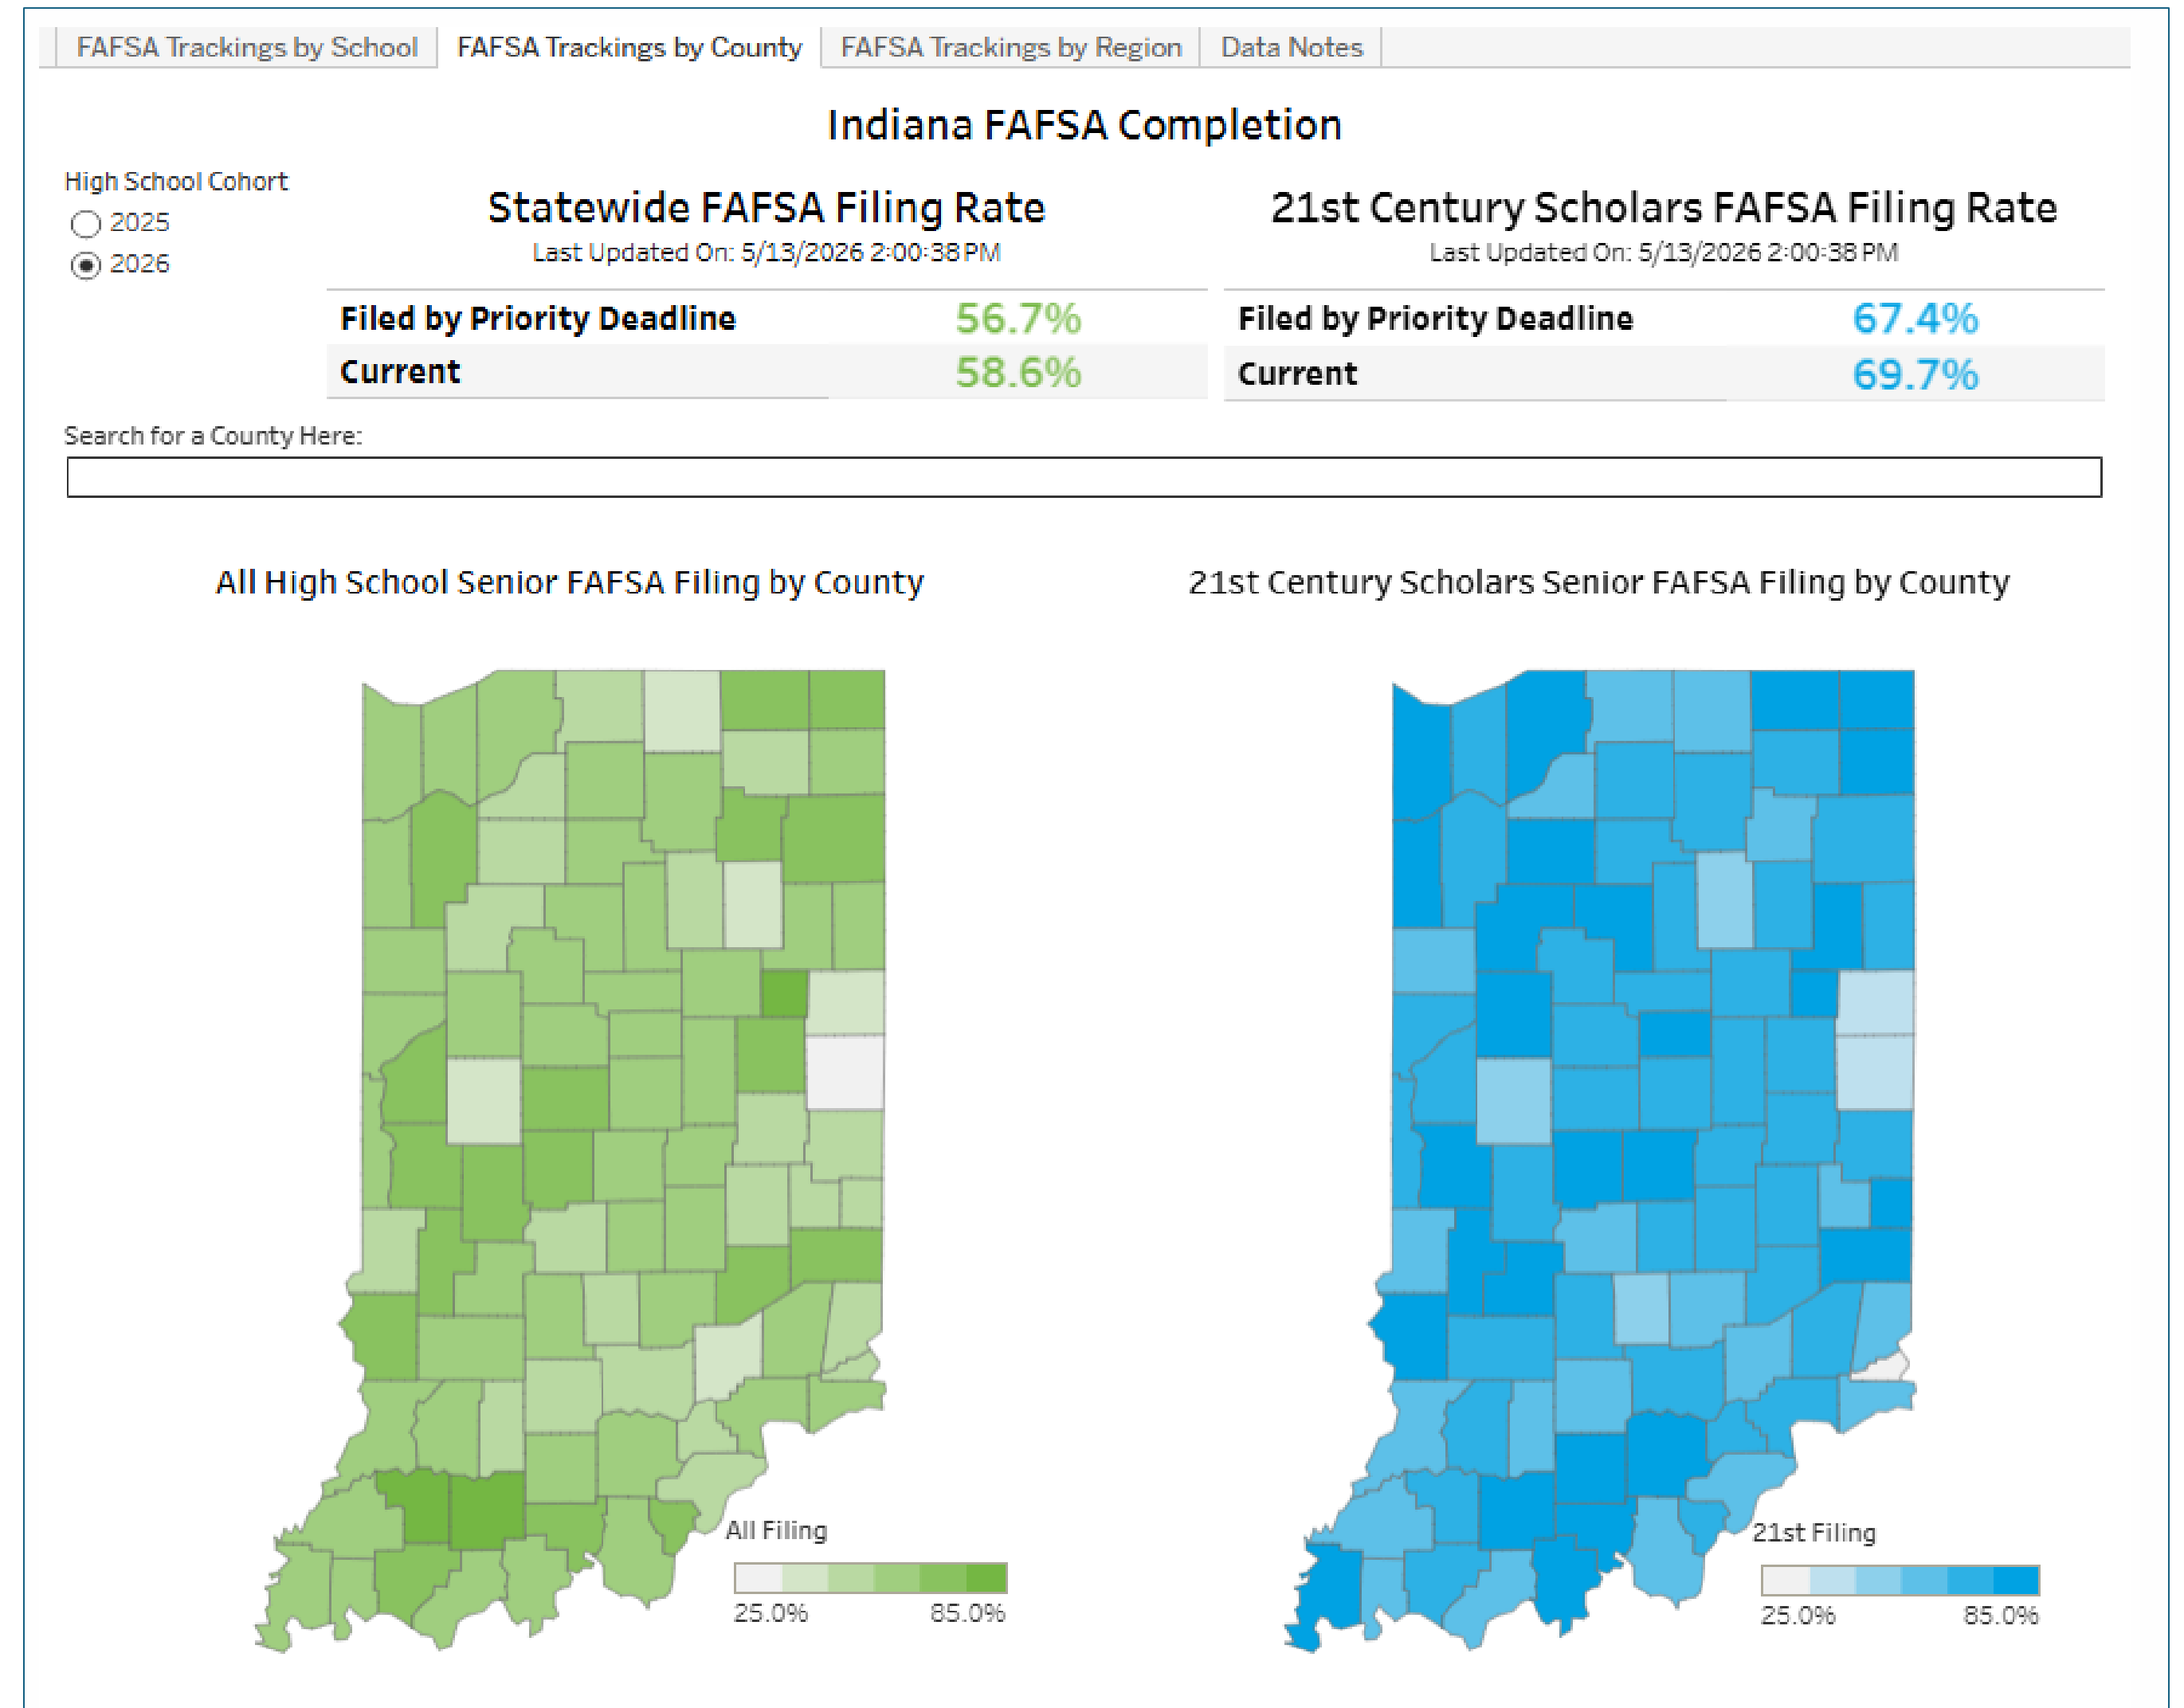 FAFSA Trackings by School
FAFSA Trackings by County
FAFSA Trackings by Region
Data Notes
Indiana FAFSA Completion
High School Cohort
2025
2026
Statewide FAFSA Filing Rate
Last Updated On: 5/13/2026 2:00:38 PM
Filed by Priority Deadline 56.7%
Current 58.6%
21st Century Scholars FAFSA Filing Rate
Last Updated On: 5/13/2026 2:00:38 PM
Filed by Priority Deadline 67.4%
Current 69.7%
Search for a County Here:
All High School Senior FAFSA Filing by County
All Filing
25.0% 85.0%
21st Century Scholars Senior FAFSA Filing by County
21st Filing
25.0% 85.0%